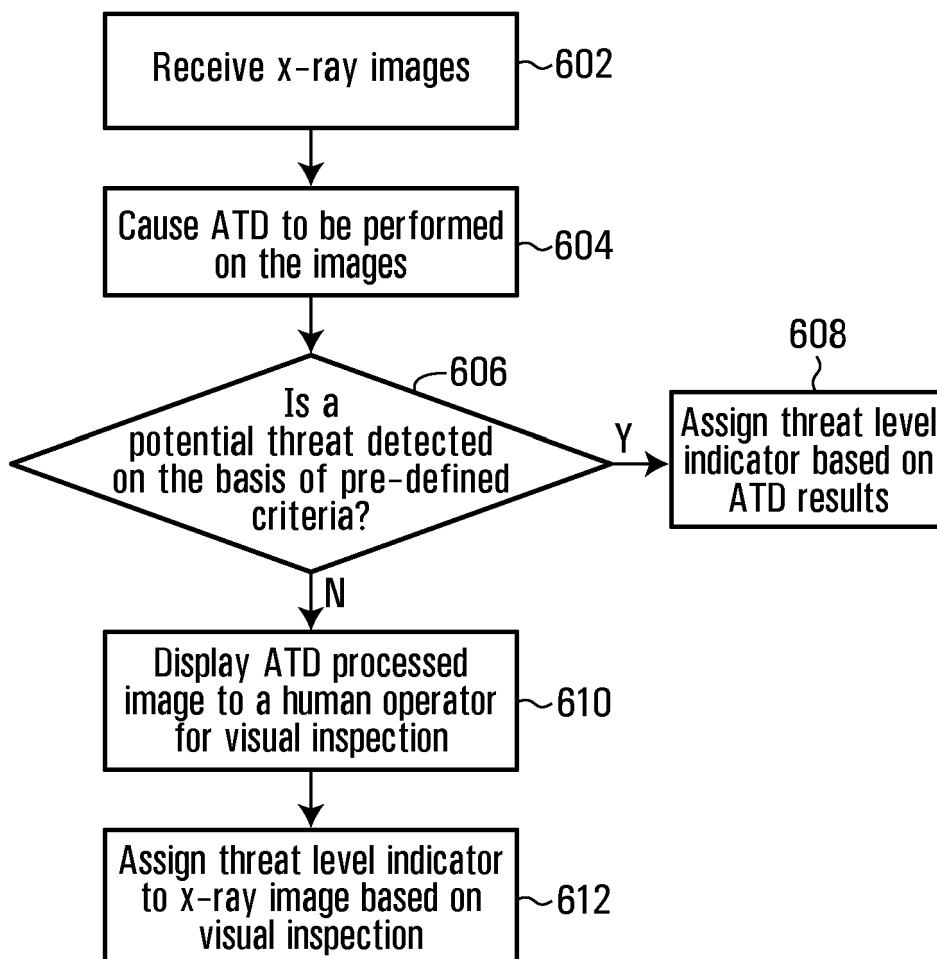 Receive x-ray images
602
Cause ATD to be performed
on the images
604
606
Is a
potential threat detected
on the basis of pre-defined
criteria?
Y
608
Assign threat level
indicator based on
ATD results
N
Display ATD processed
image to a human operator
for visual inspection
610
Assign threat level indicator
to x-ray image based on
visual inspection
612